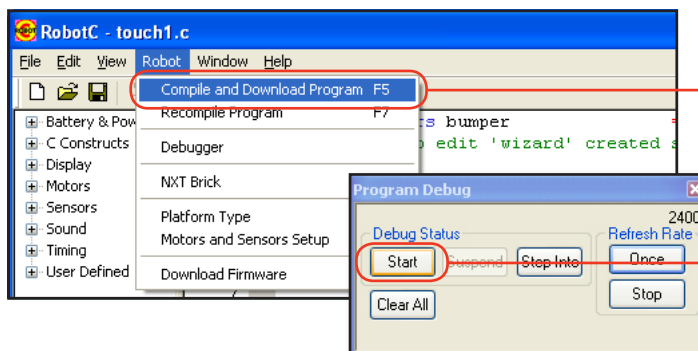 RobotC - touch1.c
File Edit View Robot Window Help
Compile and Download Program F5
Recompile Program F7
Debugger
NXT Brick
Platform Type
Motors and Sensors Setup
Download Firmware
Battery & Pow
C Constructs
Display
Motors
Sensors
Sound
Timing
User Defined
rs bumper =
edit 'wizard' created s
Program Debug
2400
Debug Status
Refresh Rate
Start Suspend Step Into
Once
Clear All
Stop